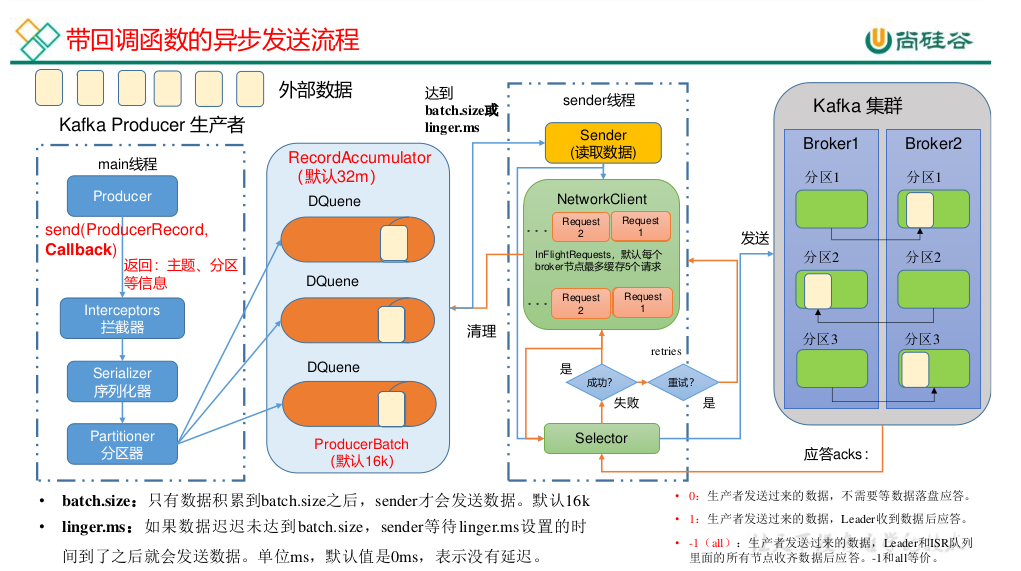 带回调函数的异步发送流程
尚硅谷
外部数据
Kafka Producer 生产者
main线程
Producer
send(ProducerRecord,
Callback)
返回：主题、分区
等信息
Interceptors
拦截器
Serializer
序列化器
Partitioner
分区器
RecordAccumulator
（默认32m）
DQuene
DQuene
DQuene
ProducerBatch
(默认16k)
达到
batch.size或
linger.ms
清理
sender线程
Sender
(读取数据)
NetworkClient
...
Request
2
Request
1
InFlightRequests，默认每个
broker节点最多缓存5个请求
...
Request
2
Request
1
是
成功?
失败
retries
重试?
是
Selector
发送
Kafka 集群
Broker1
Broker2
分区1
分区1
分区2
分区2
分区3
分区3
应答acks：
• batch.size：只有数据积累到batch.size之后，sender才会发送数据。默认16k
• linger.ms：如果数据迟迟未达到batch.size，sender等待linger.ms设置的时
间到了之后就会发送数据。单位ms，默认值是0ms，表示没有延迟。
• 0：生产者发送过来的数据，不需要等数据落盘应答。
• 1：生产者发送过来的数据，Leader收到数据后应答。
• -1（all）：生产者发送过来的数据，Leader和ISR队列
里面的所有节点收齐数据后应答。-1和all等价。